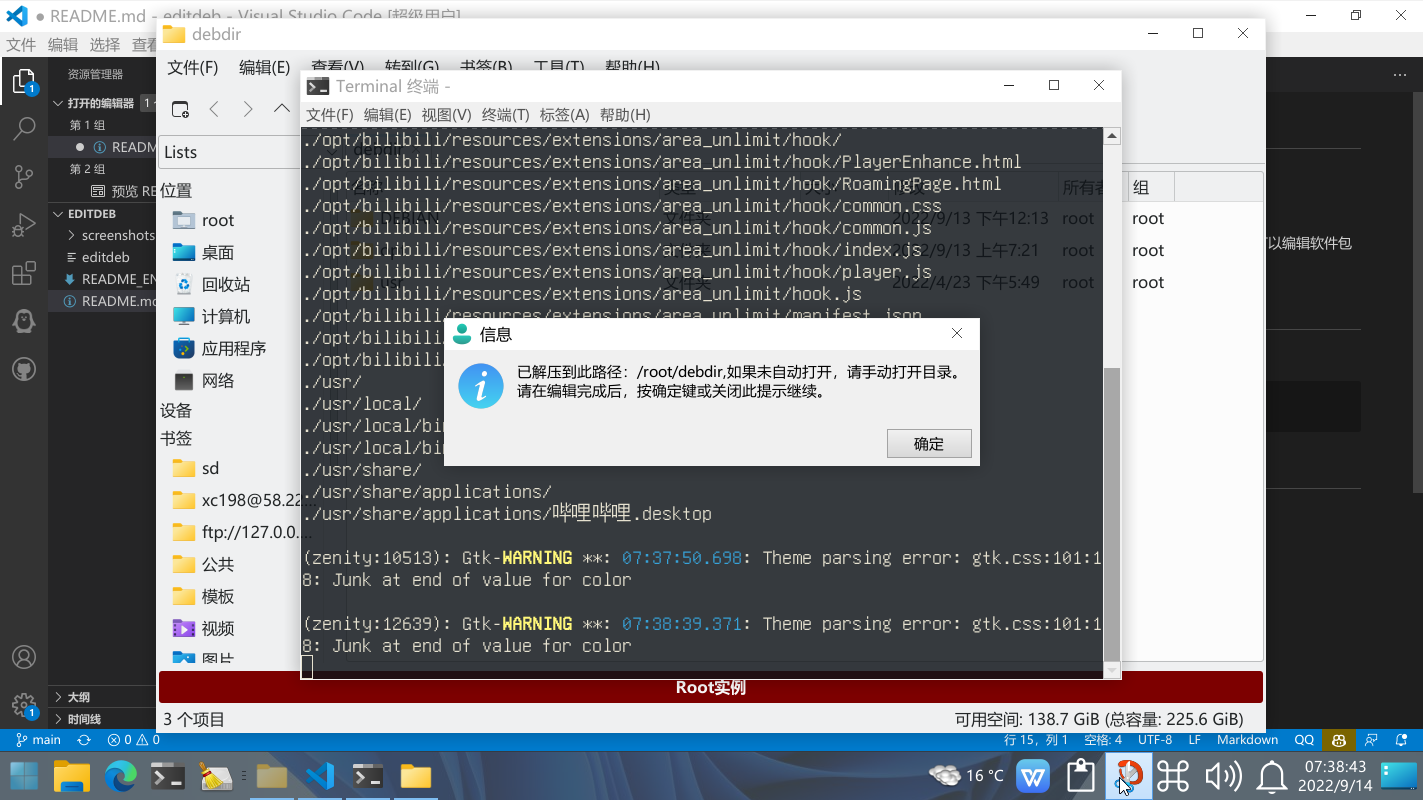 README.md - editdeb - Visual Studio Code [超级用户]
文件 编辑 选择 查看
资源管理器
打开的编辑器 1
第 1 组
README
第 2 组
预览 RE
EDITDEB
screenshots
editdeb
README_EN
README.md
大纲
时间线
可以编辑软件包
debdir
文件(F) 编辑(E) 查看(V) 转到(G) 书签(B) 工具(T) 帮助(H)
Lists
位置
root
桌面
回收站
计算机
应用程序
网络
设备
书签
sd
xc198@58.22...
ftp://127.0.0....
公共
模板
视频
图片
所有者 组
DEBIAN 文件夹 2022/9/13 下午12:13 root root
文件夹 2022/9/13 上午7:21 root root
usr 文件夹 2022/4/23 下午5:49 root root
Terminal 终端 -
文件(F) 编辑(E) 视图(V) 终端(T) 标签(A) 帮助(H)
./opt/bilibili/resources/extensions/area_unlimit/hook/
./opt/bilibili/resources/extensions/area_unlimit/hook/PlayerEnhance.html
./opt/bilibili/resources/extensions/area_unlimit/hook/RoamingPage.html
./opt/bilibili/resources/extensions/area_unlimit/hook/common.css
./opt/bilibili/resources/extensions/area_unlimit/hook/common.js
./opt/bilibili/resources/extensions/area_unlimit/hook/index.js
./opt/bilibili/resources/extensions/area_unlimit/hook/player.js
./opt/bilibili/resources/extensions/area_unlimit/hook.js
./opt/bilibili/resources/extensions/area_unlimit/manifest.json
./opt/bilibili/
./opt/bilibili/
./usr/
./usr/local/
./usr/local/bin
./usr/local/bin
./usr/share/
./usr/share/applications/
./usr/share/applications/哔哩哔哩.desktop
(zenity:10513): Gtk-WARNING **: 07:37:50.698: Theme parsing error: gtk.css:101:1
8: Junk at end of value for color
(zenity:12639): Gtk-WARNING **: 07:38:39.371: Theme parsing error: gtk.css:101:1
8: Junk at end of value for color
信息
已解压到此路径：/root/debdir,如果未自动打开，请手动打开目录。
请在编辑完成后，按确定键或关闭此提示继续。
确定
Root实例
3 个项目 可用空间: 138.7 GiB (总容量: 225.6 GiB)
main 0 0 行 15，列 1 空格: 4 UTF-8 LF Markdown QQ
16 °C
07:38:43
2022/9/14